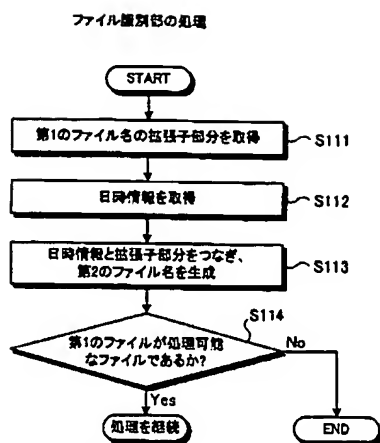 ファイル識別部の処理
START
第1のファイル名の拡張子部分を取得
S111
日時情報を取得
S112
日時情報と拡張子部分をつなぎ、
第2のファイル名を生成
S113
S114
第1のファイルが処理可能
なファイルであるか?
No
Yes
処理を継続
END